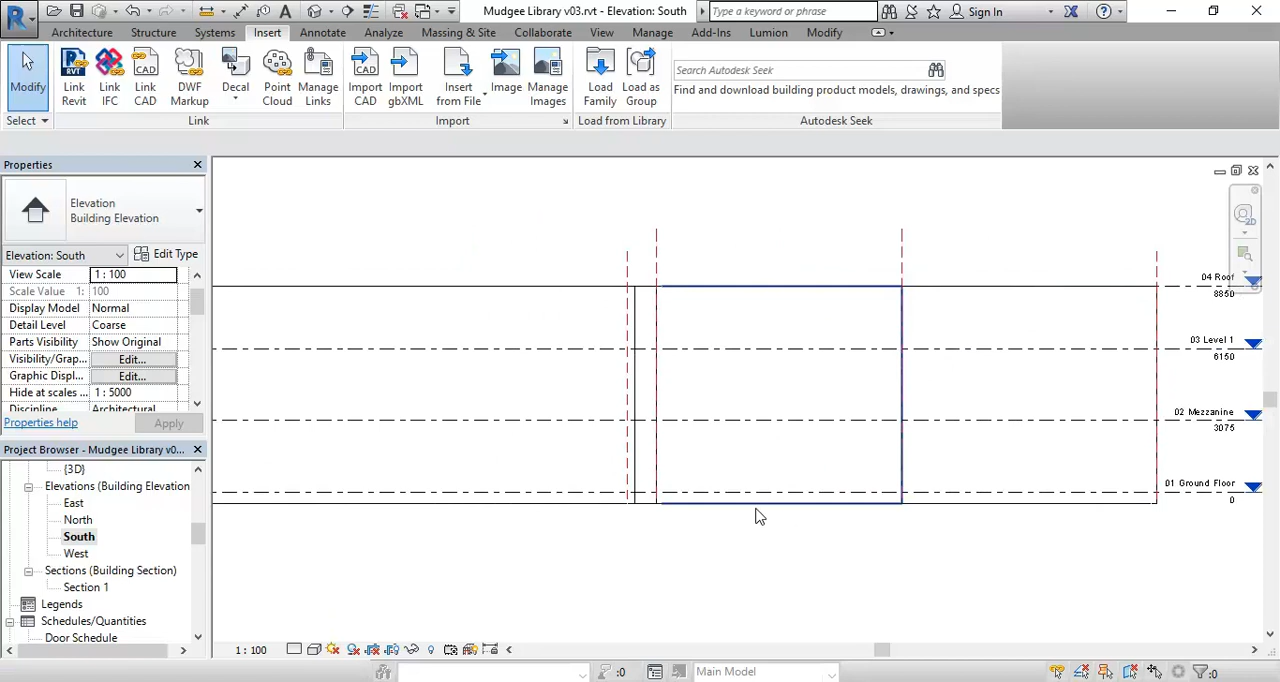 Mudgee Library v03.rvt - Elevation: South
Type a keyword or phrase
Sign In
Architecture Structure Systems Insert Annotate Analyze Massing & Site Collaborate View Manage Add-Ins Lumion Modify
Modify
Link Revit
Link IFC
Link CAD
DWF Markup
Decal
Point Cloud
Manage Links
Import CAD
Import gbXML
Insert from File
Image
Manage Images
Load Family
Load as Group
Search Autodesk Seek
Find and download building product models, drawings, and specs
Select
Link
Import
Load from Library
Autodesk Seek
Properties
Elevation
Building Elevation
Elevation: South
Edit Type
View Scale 1 : 100
Scale Value 1: 100
Display Model Normal
Detail Level Coarse
Parts Visibility Show Original
Visibility/Grap... Edit...
Graphic Displ... Edit...
Hide at scales ... 1 : 5000
Discipline Architectural
Properties help
Apply
Project Browser - Mudgee Library v0...
{3D}
Elevations (Building Elevation
East
North
South
West
Sections (Building Section)
Section 1
Legends
Schedules/Quantities
Door Schedule
04 Roof
8850
03 Level 1
6150
02 Mezzanine
3075
01 Ground Floor
0
2D
1 : 100
:0
Main Model
:0